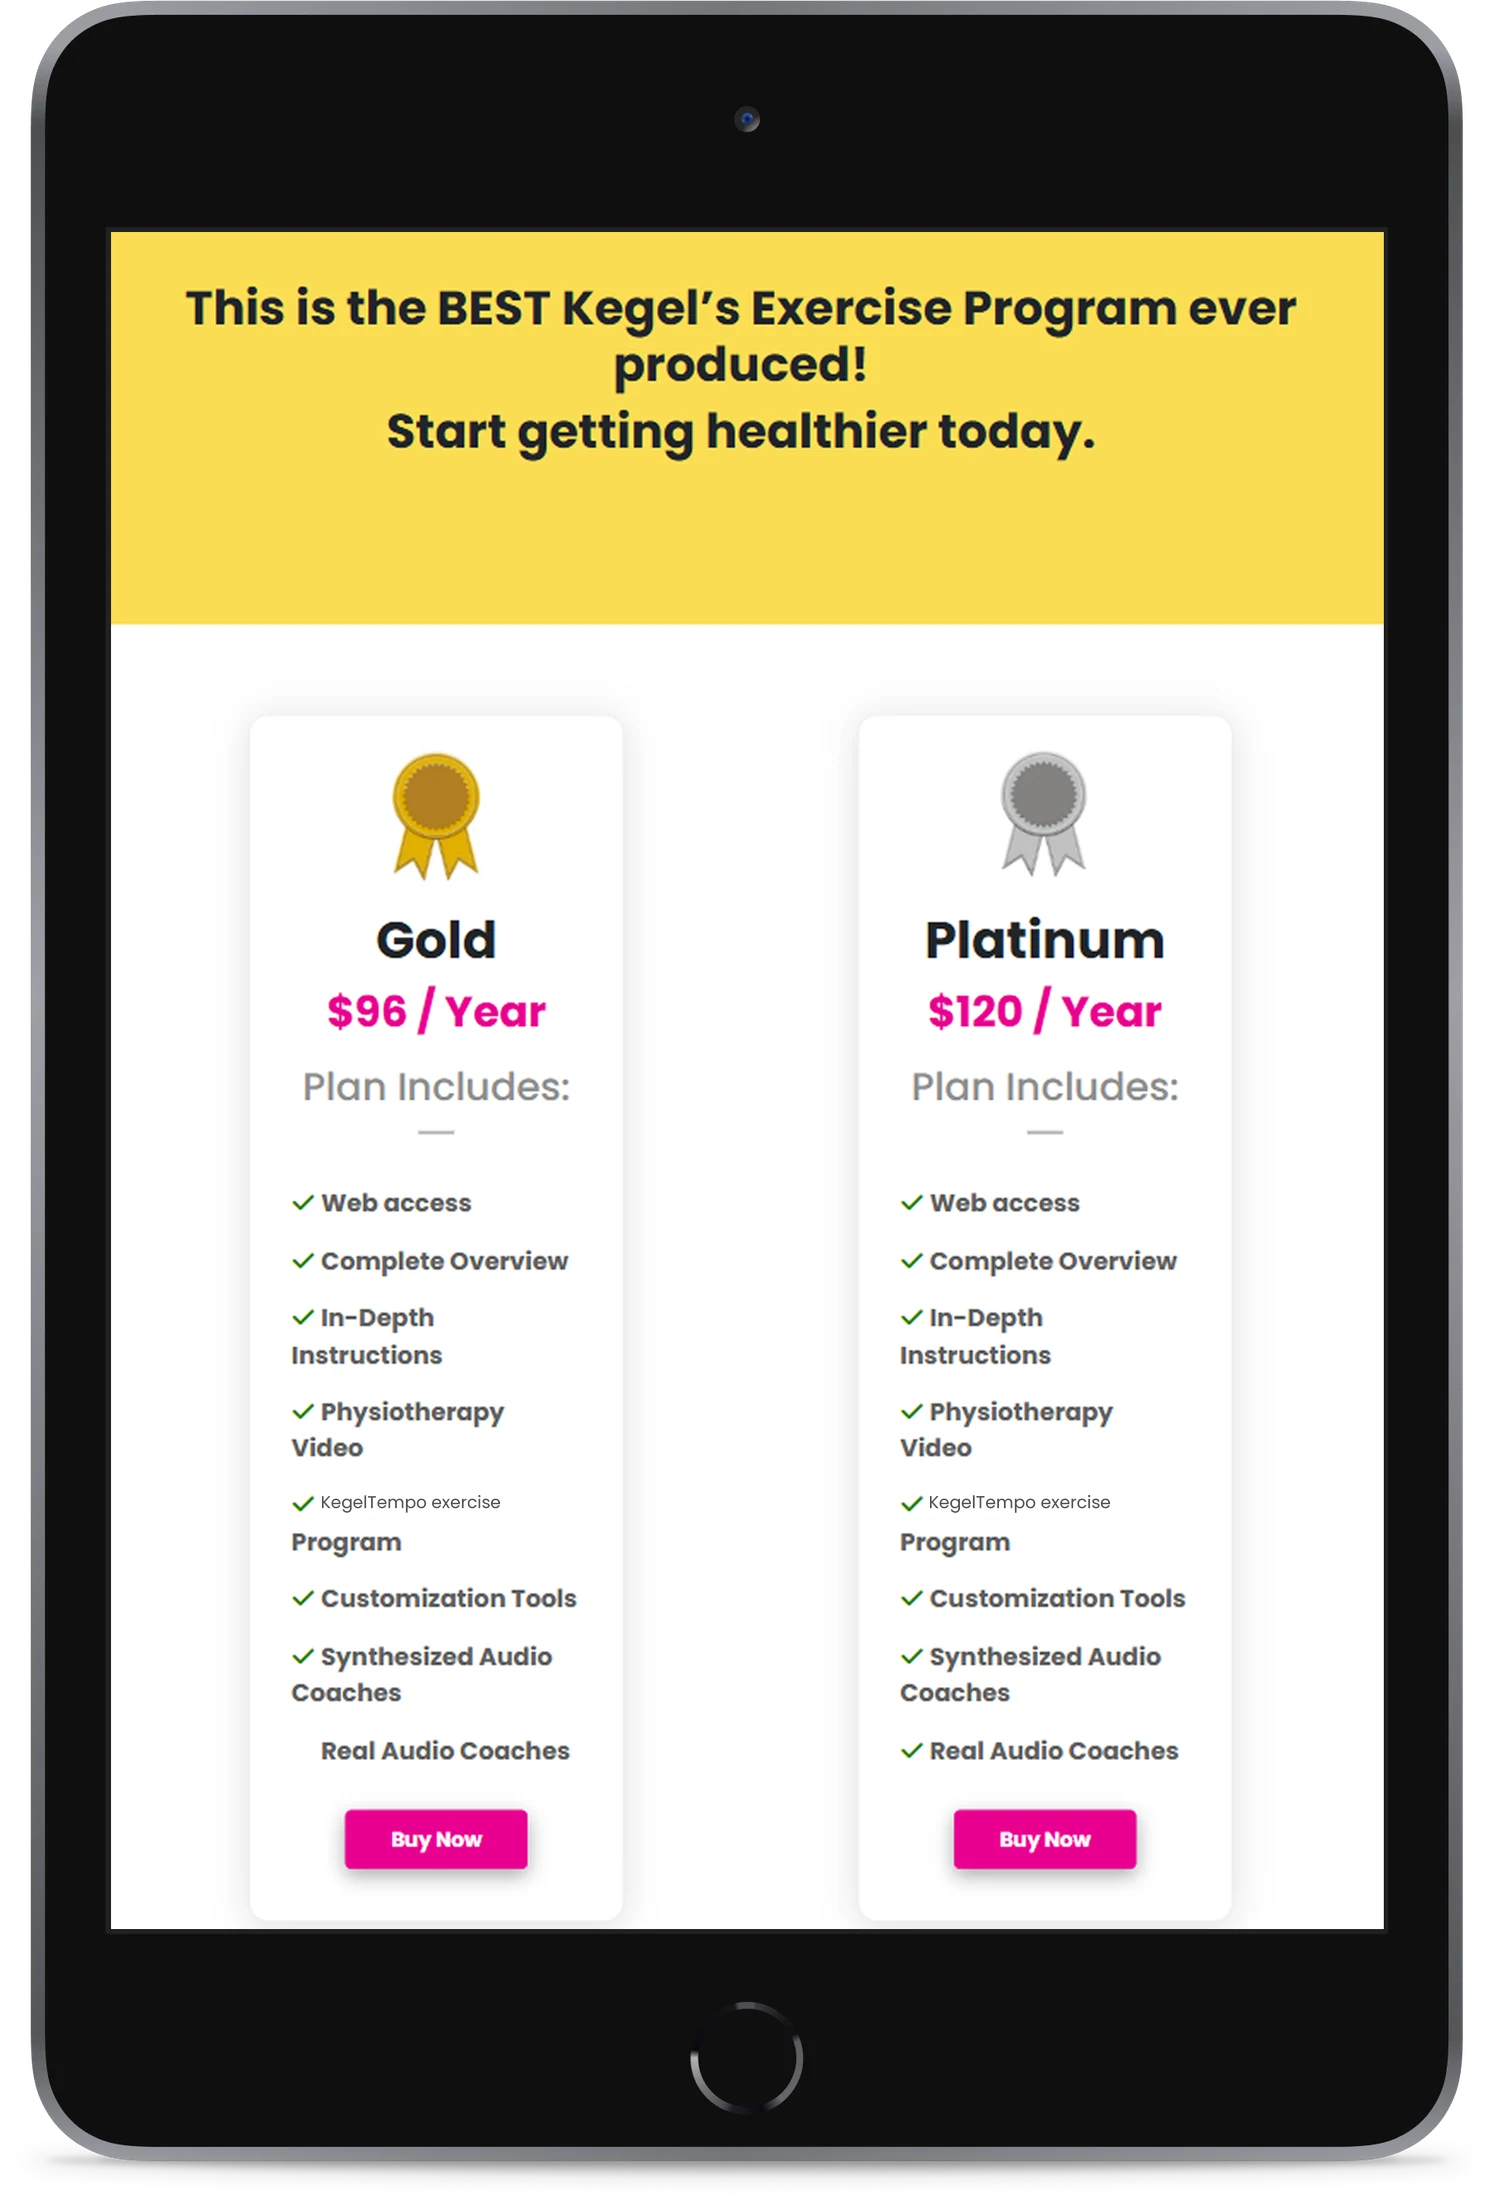 This is the BEST Kegel’s Exercise Program ever
produced!
Start getting healthier today.
Gold
$96 / Year
Plan Includes:
Web access
Complete Overview
In-Depth
Instructions
Physiotherapy
Video
KegelTempo exercise
Program
Customization Tools
Synthesized Audio
Coaches
Real Audio Coaches
Buy Now
Platinum
$120 / Year
Plan Includes:
Web access
Complete Overview
In-Depth
Instructions
Physiotherapy
Video
KegelTempo exercise
Program
Customization Tools
Synthesized Audio
Coaches
Real Audio Coaches
Buy Now